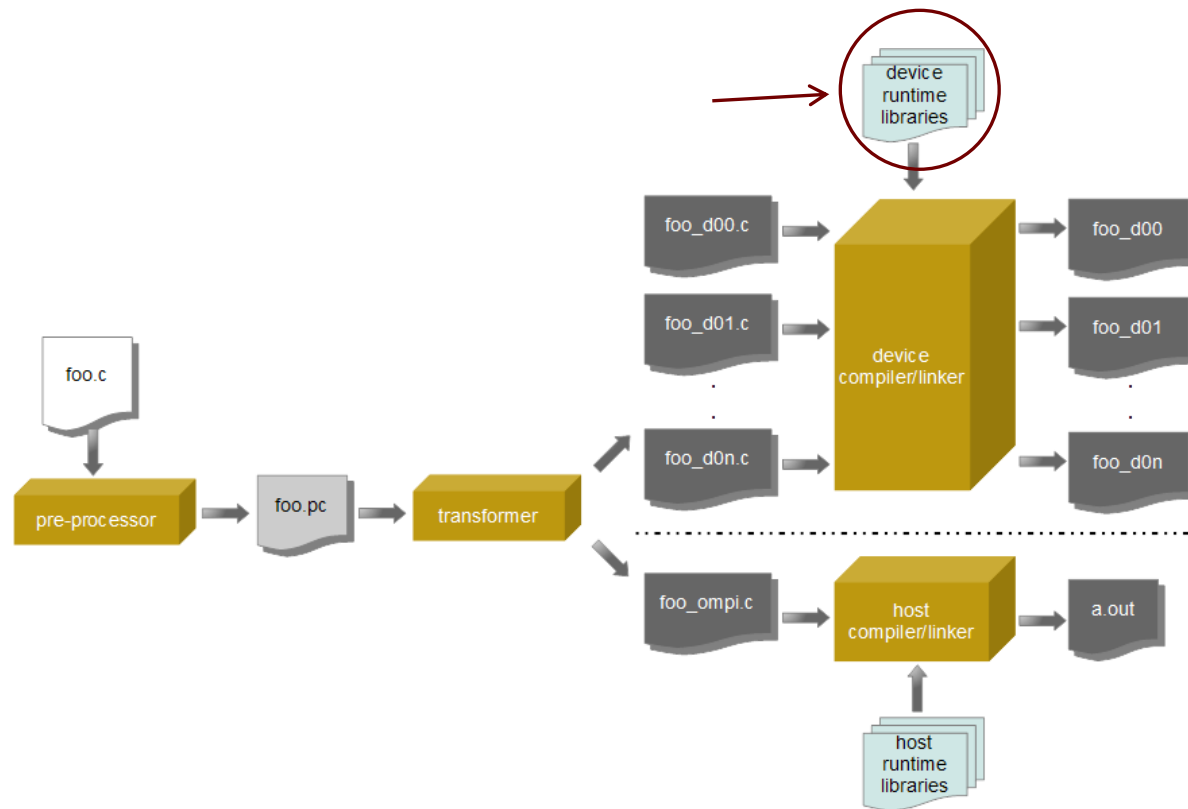 device
runtime
libraries
foo_d00.c
foo_d00
foo_d01.c
foo_d01
foo.c
device
compiler/linker
.
.
.
.
foo_d0n.c
foo_d0n
pre-processor
foo.pc
transformer
foo_ompi.c
host
compiler/linker
a.out
host
runtime
libraries